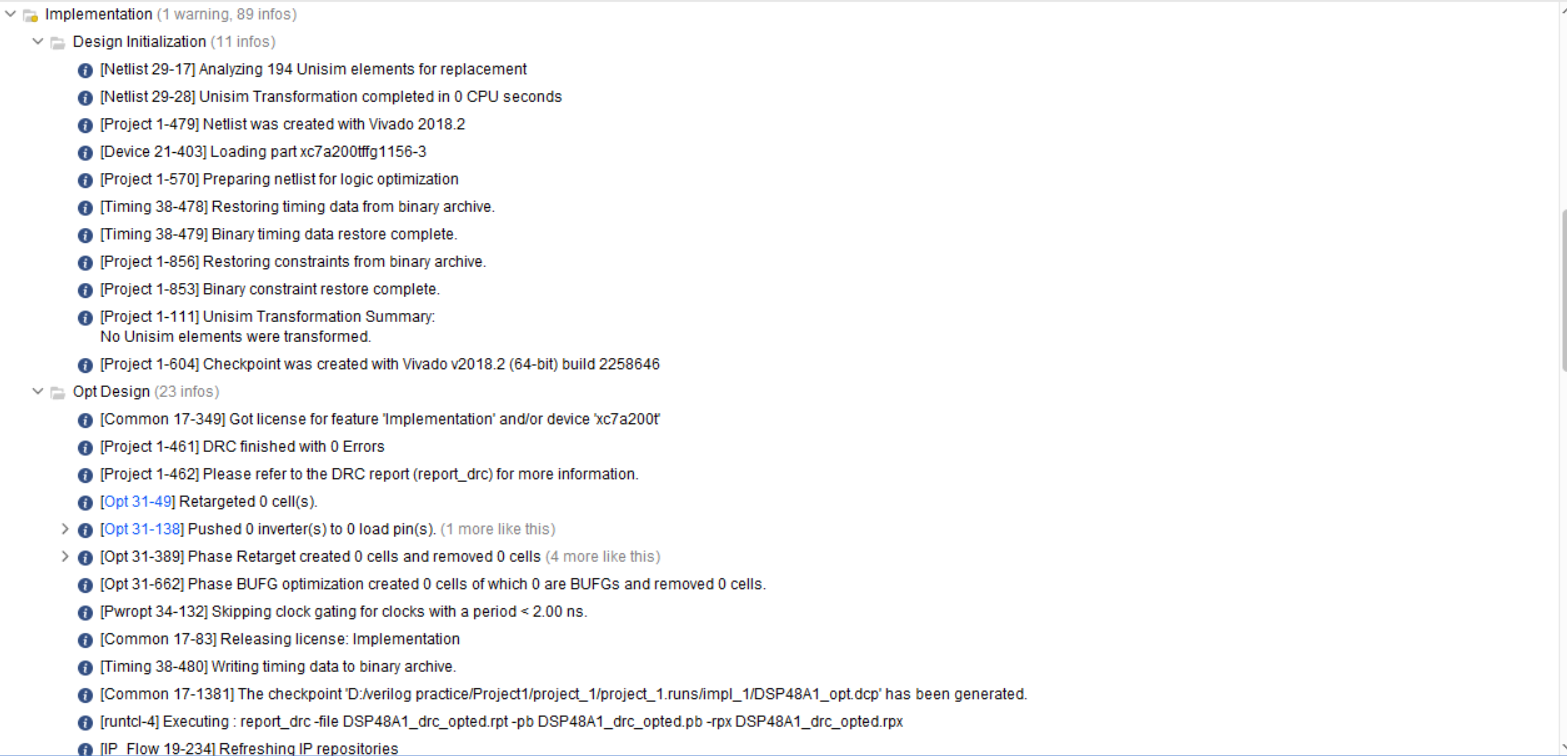 Implementation (1 warning, 89 infos)
Design Initialization (11 infos)
[Netlist 29-17] Analyzing 194 Unisim elements for replacement
[Netlist 29-28] Unisim Transformation completed in 0 CPU seconds
[Project 1-479] Netlist was created with Vivado 2018.2
[Device 21-403] Loading part xc7a200tffg1156-3
[Project 1-570] Preparing netlist for logic optimization
[Timing 38-478] Restoring timing data from binary archive.
[Timing 38-479] Binary timing data restore complete.
[Project 1-856] Restoring constraints from binary archive.
[Project 1-853] Binary constraint restore complete.
[Project 1-111] Unisim Transformation Summary:
No Unisim elements were transformed.
[Project 1-604] Checkpoint was created with Vivado v2018.2 (64-bit) build 2258646
Opt Design (23 infos)
[Common 17-349] Got license for feature 'Implementation' and/or device 'xc7a200t'
[Project 1-461] DRC finished with 0 Errors
[Project 1-462] Please refer to the DRC report (report_drc) for more information.
[Opt 31-49] Retargeted 0 cell(s).
[Opt 31-138] Pushed 0 inverter(s) to 0 load pin(s). (1 more like this)
[Opt 31-389] Phase Retarget created 0 cells and removed 0 cells (4 more like this)
[Opt 31-662] Phase BUFG optimization created 0 cells of which 0 are BUFGs and removed 0 cells.
[Pwropt 34-132] Skipping clock gating for clocks with a period < 2.00 ns.
[Common 17-83] Releasing license: Implementation
[Timing 38-480] Writing timing data to binary archive.
[Common 17-1381] The checkpoint 'D:/verilog practice/Project1/project_1/project_1.runs/impl_1/DSP48A1_opt.dcp' has been generated.
[runtcl-4] Executing : report_drc -file DSP48A1_drc_opted.rpt -pb DSP48A1_drc_opted.pb -rpx DSP48A1_drc_opted.rpx
[IP_Flow 19-234] Refreshing IP repositories